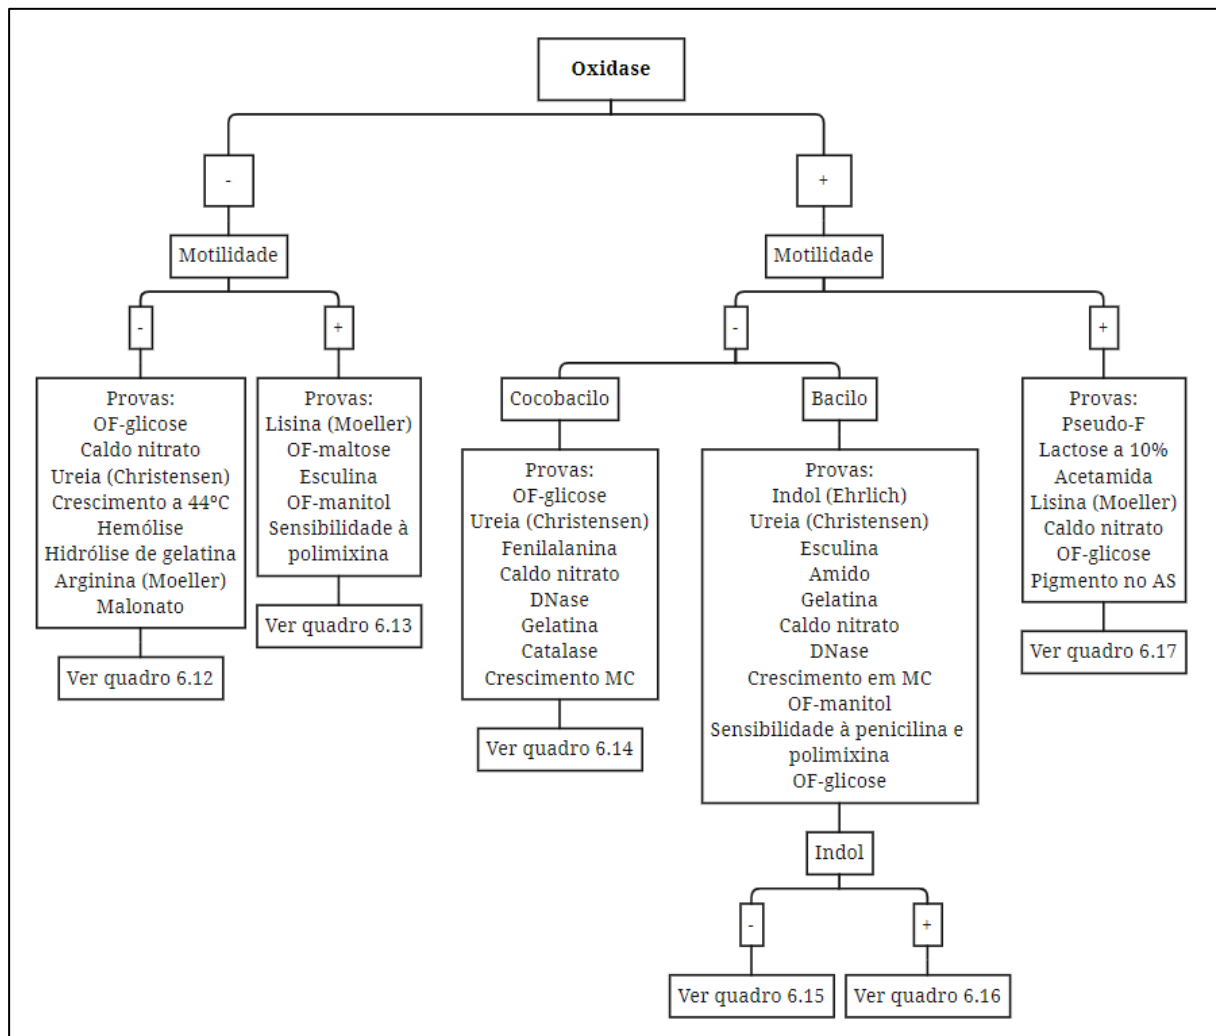 Oxidase
-
+
Motilidade
Motilidade
-
+
-
+
Provas:
OF-glicose
Caldo nitrato
Ureia (Christensen)
Crescimento a 44ºC
Hemólise
Hidrólise de gelatina
Arginina (Moeller)
Malonato
Ver quadro 6.12
Provas:
Lisina (Moeller)
OF-maltose
Esculina
OF-manitol
Sensibilidade à
polimixina
Ver quadro 6.13
Cocobacilo
Provas:
OF-glicose
Ureia (Christensen)
Fenilalanina
Caldo nitrato
DNase
Gelatina
Catalase
Crescimento MC
Ver quadro 6.14
Bacilo
Provas:
Indol (Ehrlich)
Ureia (Christensen)
Esculina
Amido
Gelatina
Caldo nitrato
DNase
Crescimento em MC
OF-manitol
Sensibilidade à penicilina e
polimixina
OF-glicose
Indol
-
+
Ver quadro 6.15
Ver quadro 6.16
Provas:
Pseudo-F
Lactose a 10%
Acetamida
Lisina (Moeller)
Caldo nitrato
OF-glicose
Pigmento no AS
Ver quadro 6.17